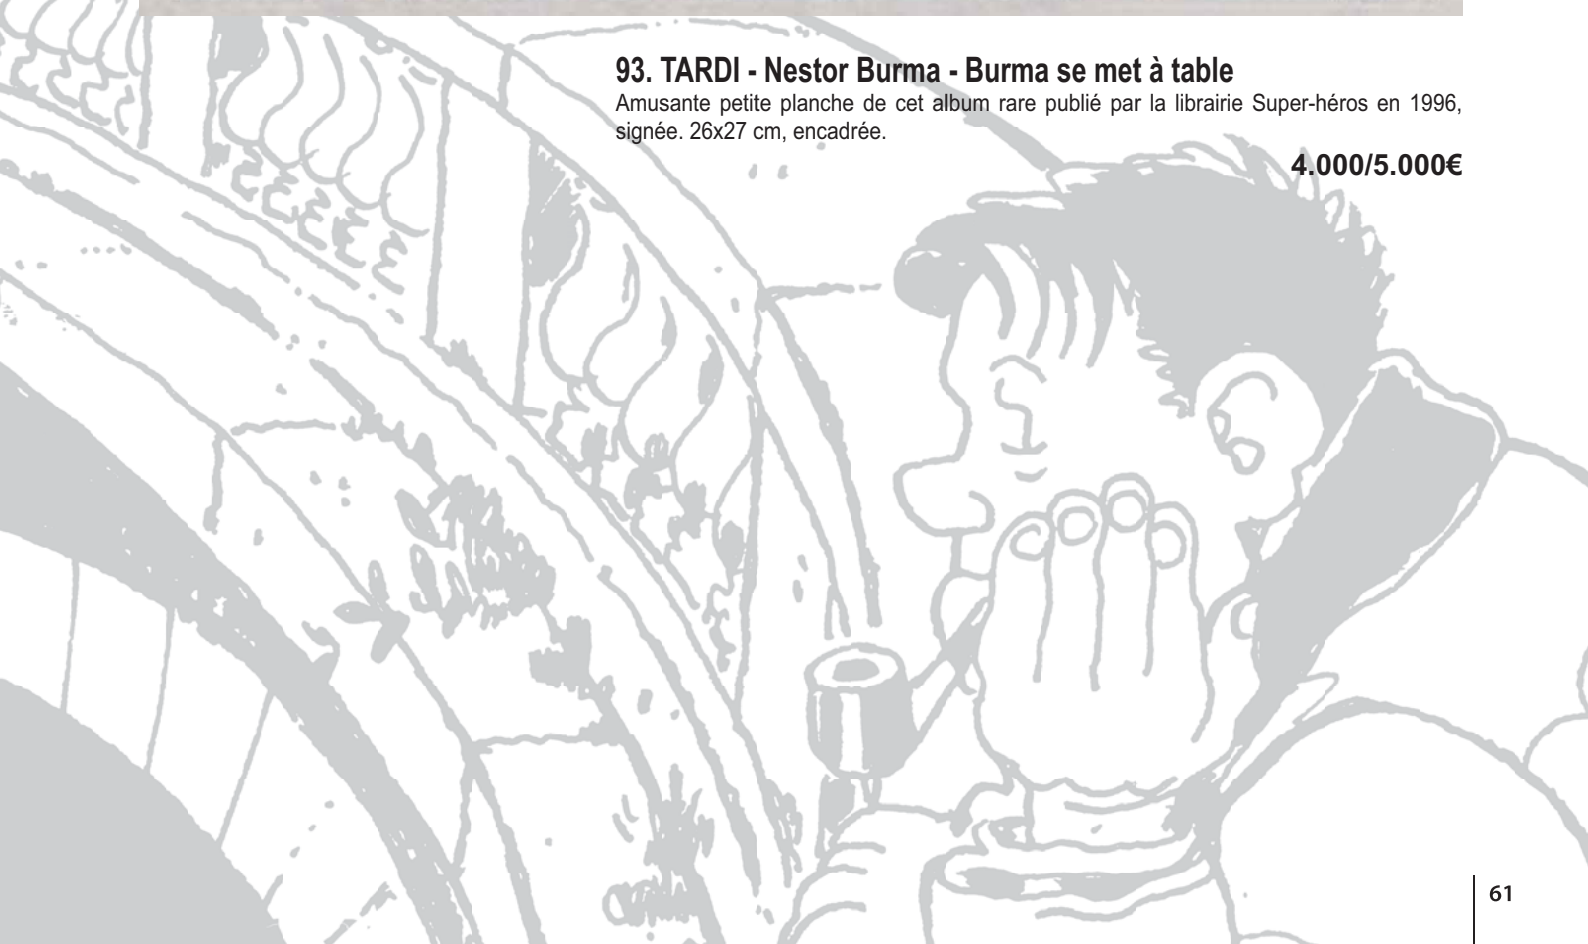 93. TARDI - Nestor Burma - Burma se met à table
Amusante petite planche de cet album rare publié par la librairie Super-héros en 1996,
signée. 26x27 cm, encadrée.
4.000/5.000€
61